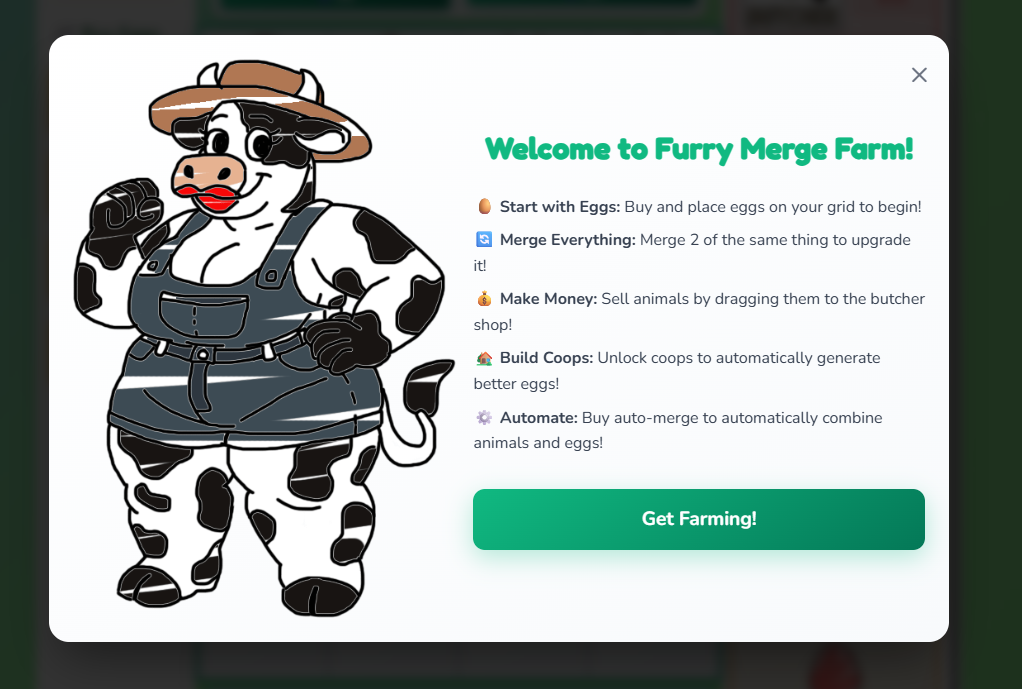 Welcome to Furry Merge Farm!
🥚 Start with Eggs: Buy and place eggs on your grid to begin!
🔄 Merge Everything: Merge 2 of the same thing to upgrade
it!
💰 Make Money: Sell animals by dragging them to the butcher
shop!
🏘️ Build Coops: Unlock coops to automatically generate
better eggs!
⚙️ Automate: Buy auto-merge to automatically combine
animals and eggs!
Get Farming!